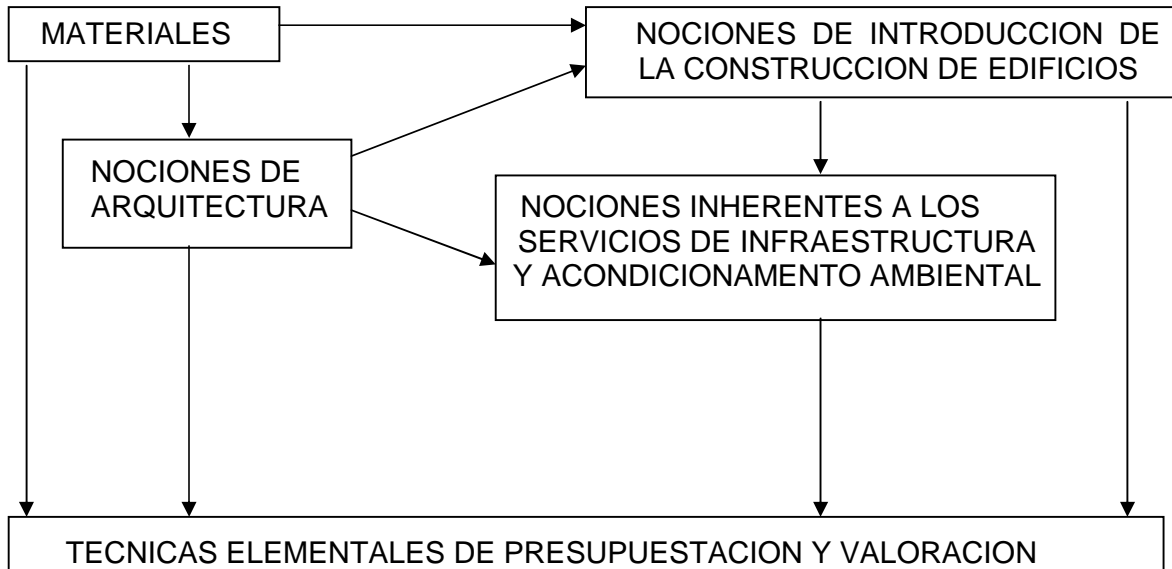 MATERIALES
NOCIONES DE INTRODUCCION DE
LA CONSTRUCCION DE EDIFICIOS
NOCIONES DE
ARQUITECTURA
NOCIONES INHERENTES A LOS
SERVICIOS DE INFRAESTRUCTURA
Y ACONDICIONAMENTO AMBIENTAL
TECNICAS ELEMENTALES DE PRESUPUESTACION Y VALORACION